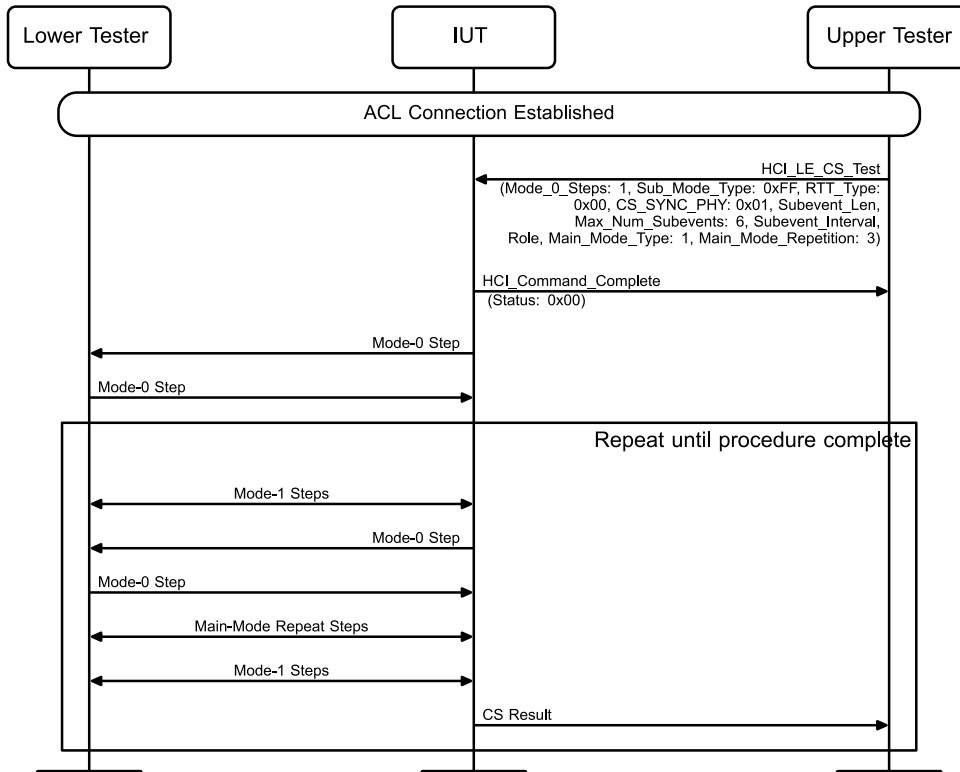 Lower Tester
IUT
Upper Tester
ACL Connection Established
HCI_LE_CS_Test
(Mode_0_Steps: 1, Sub_Mode_Type: 0xFF, RTT_Type:
0x00, CS_SYNC_PHY: 0x01, Subevent_Len,
Max_Num_Subevents: 6, Subevent_Interval,
Role, Main_Mode_Type: 1, Main_Mode_Repetition: 3)
HCI_Command_Complete
(Status: 0x00)
Mode-0 Step
Mode-0 Step
Repeat until procedure complete
Mode-1 Steps
Mode-0 Step
Mode-0 Step
Main-Mode Repeat Steps
Mode-1 Steps
CS Result